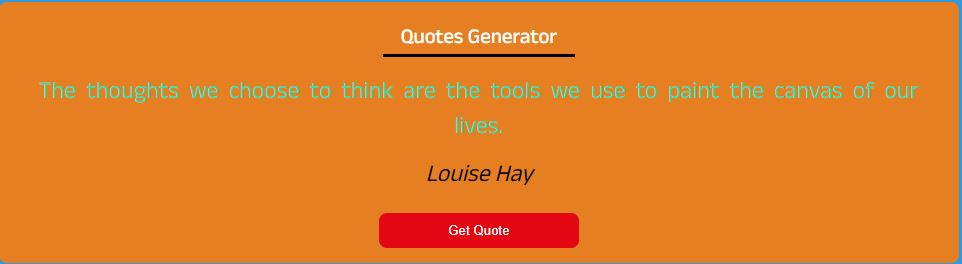 Quotes Generator
The thoughts we choose to think are the tools we use to paint the canvas of our
lives.
Louise Hay
Get Quote